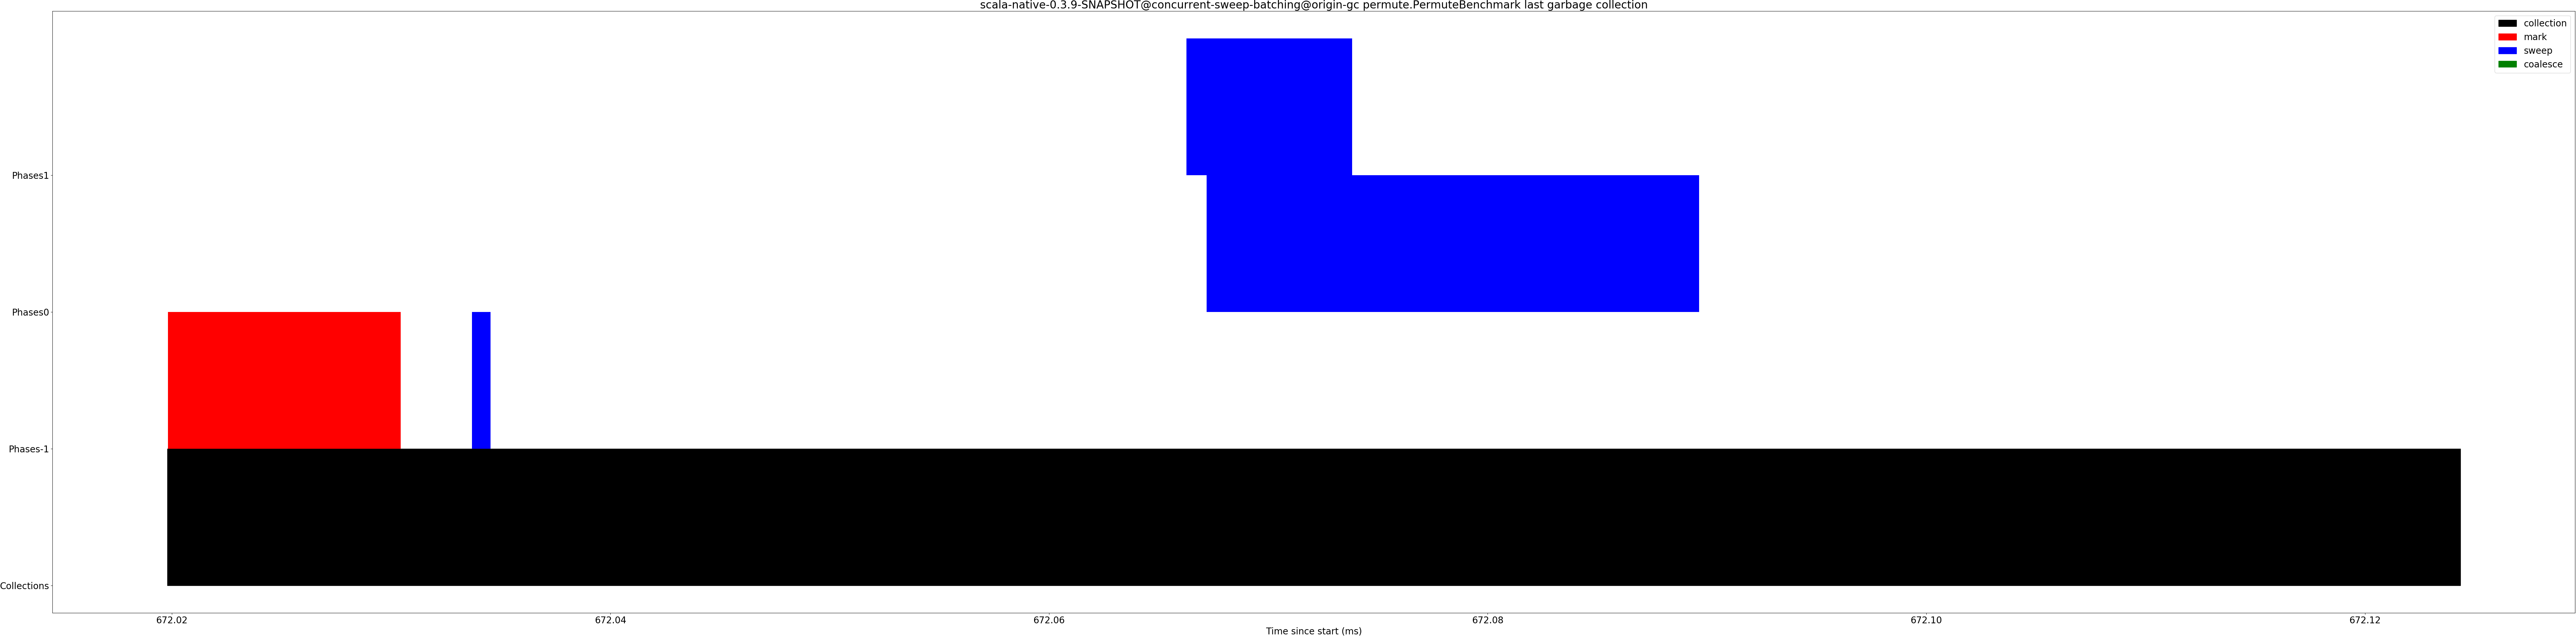 scala-native-0.3.9-SNAPSHOT@concurrent-sweep-batching@origin-gc permute.PermuteBenchmark last garbage collection
collection
mark
sweep
coalesce
Phases1
Phases0
Phases-1
Collections
672.02 672.04 672.06 672.08 672.10 672.12
Time since start (ms)